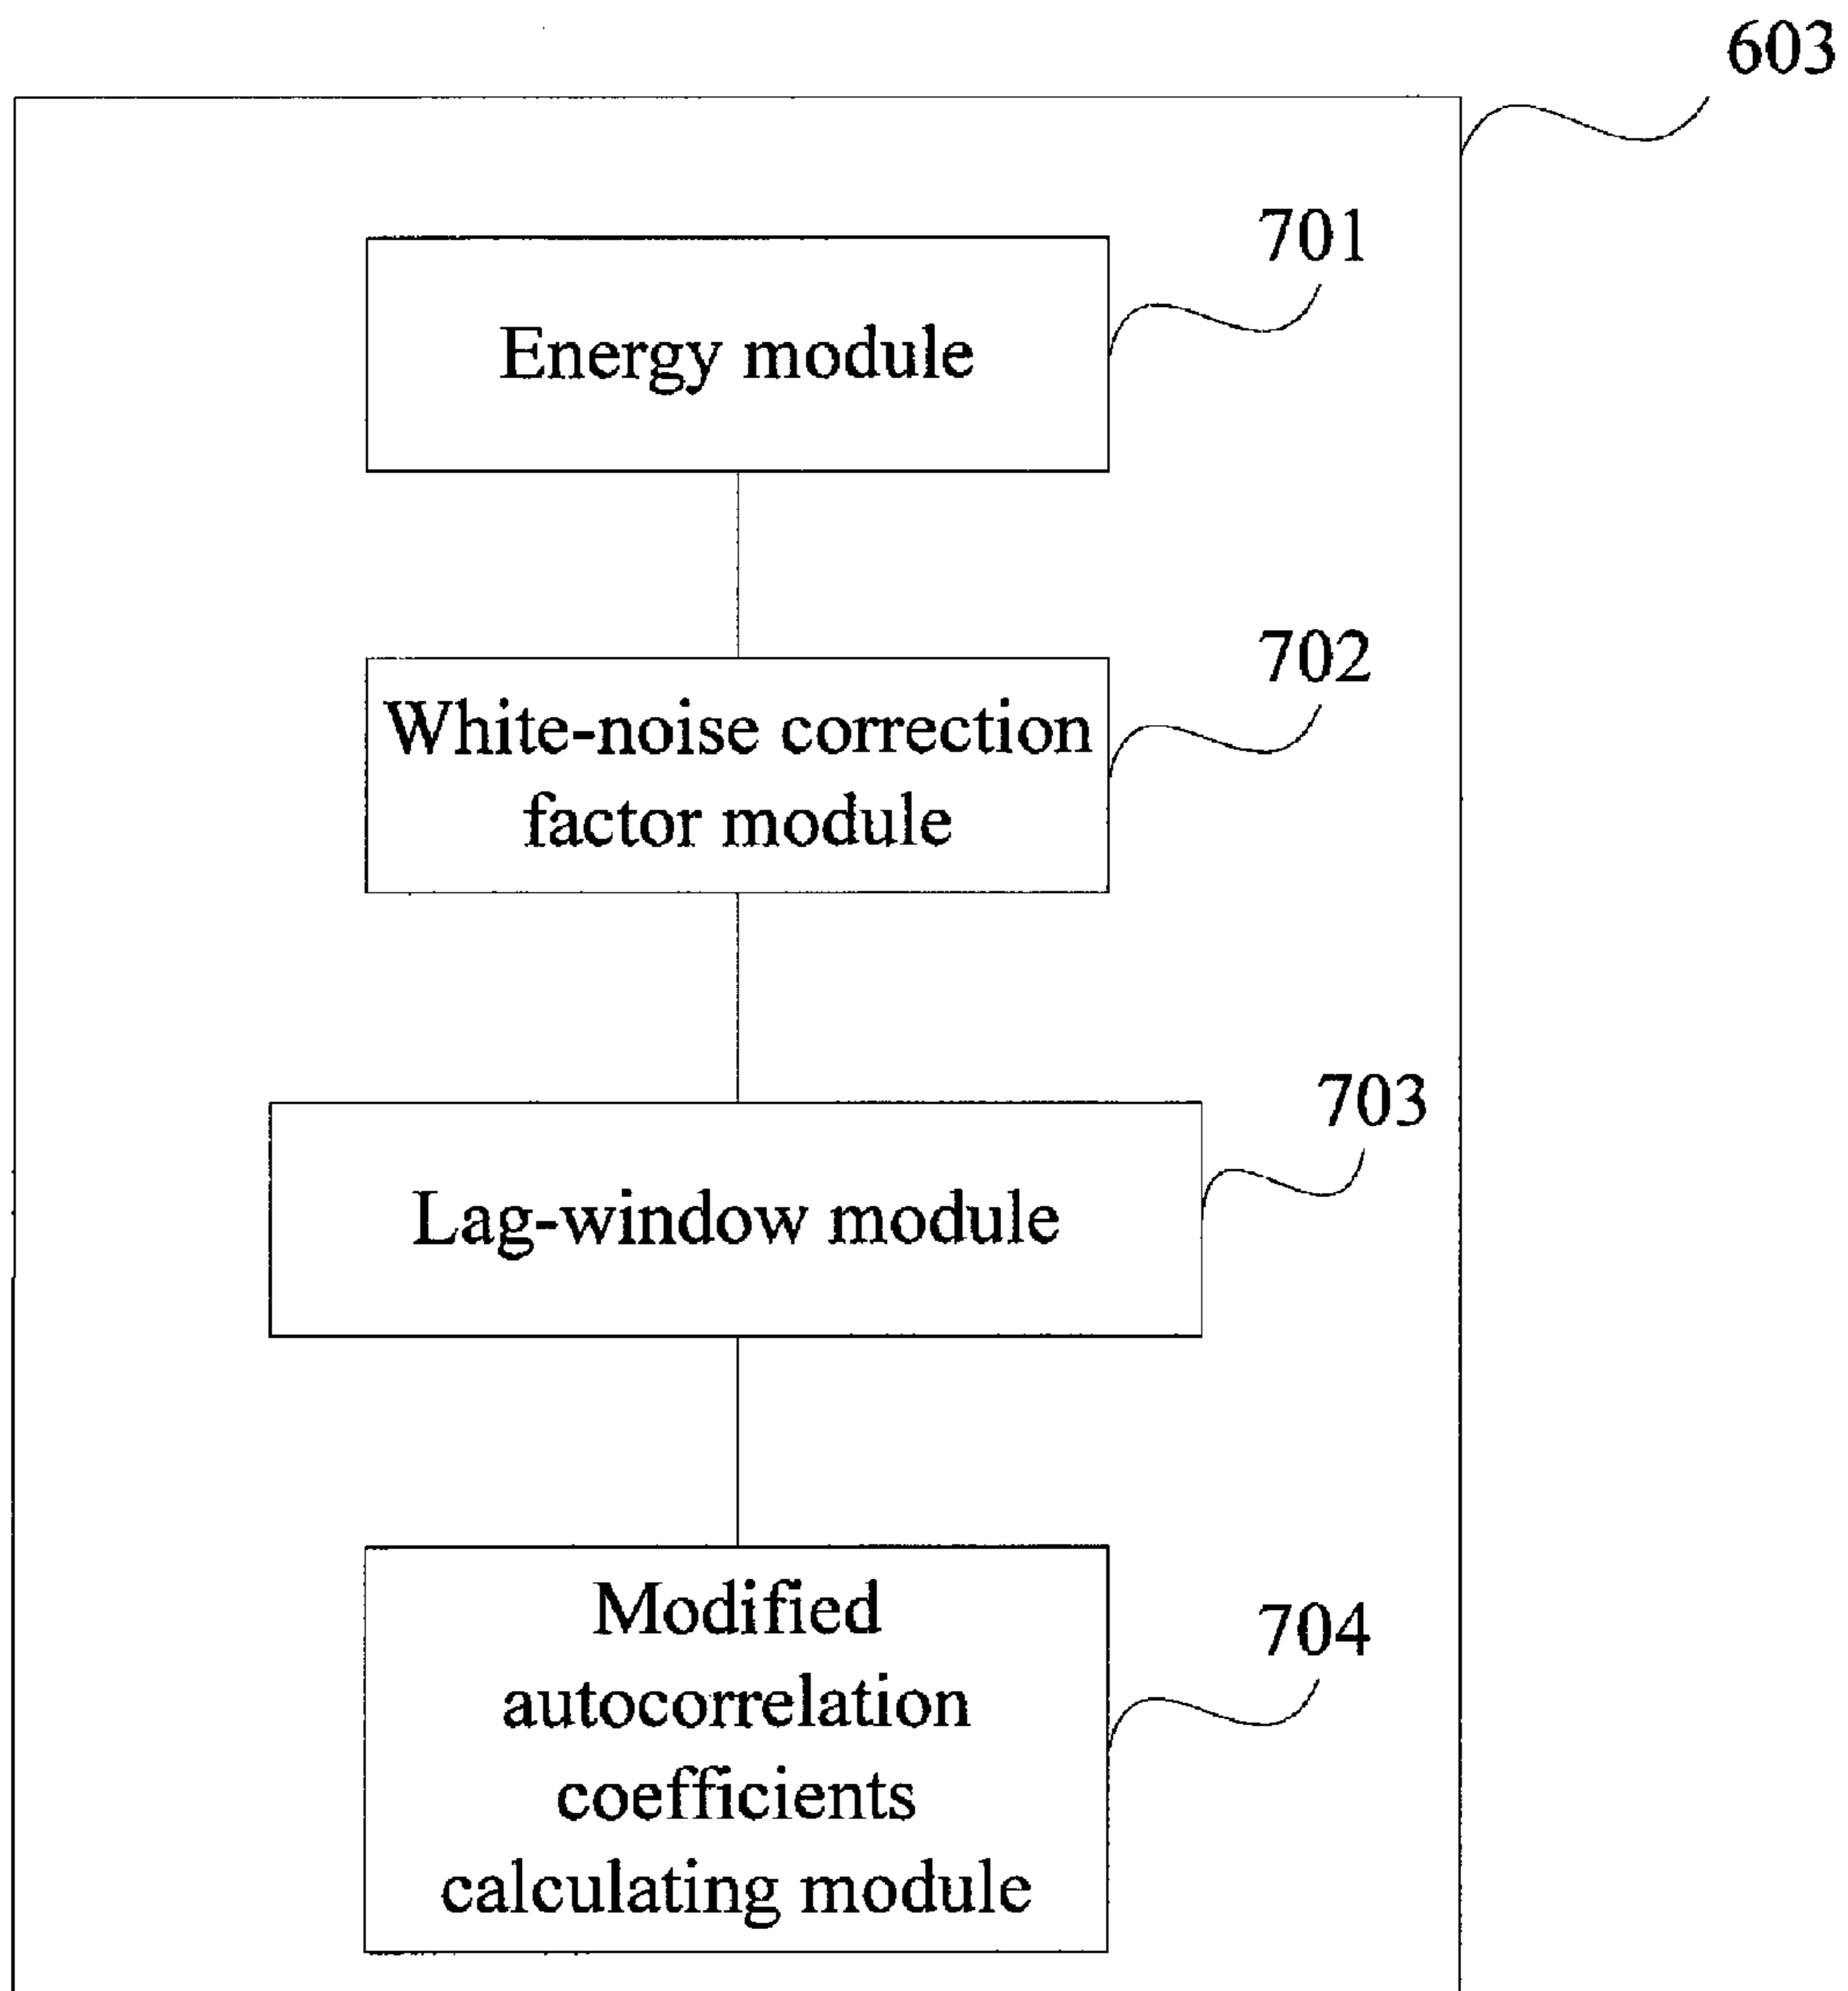 603
701
Energy module
702
White-noise correction
factor module
703
Lag-window module
Modified
704
autocorrelation
coefficients
calculating module